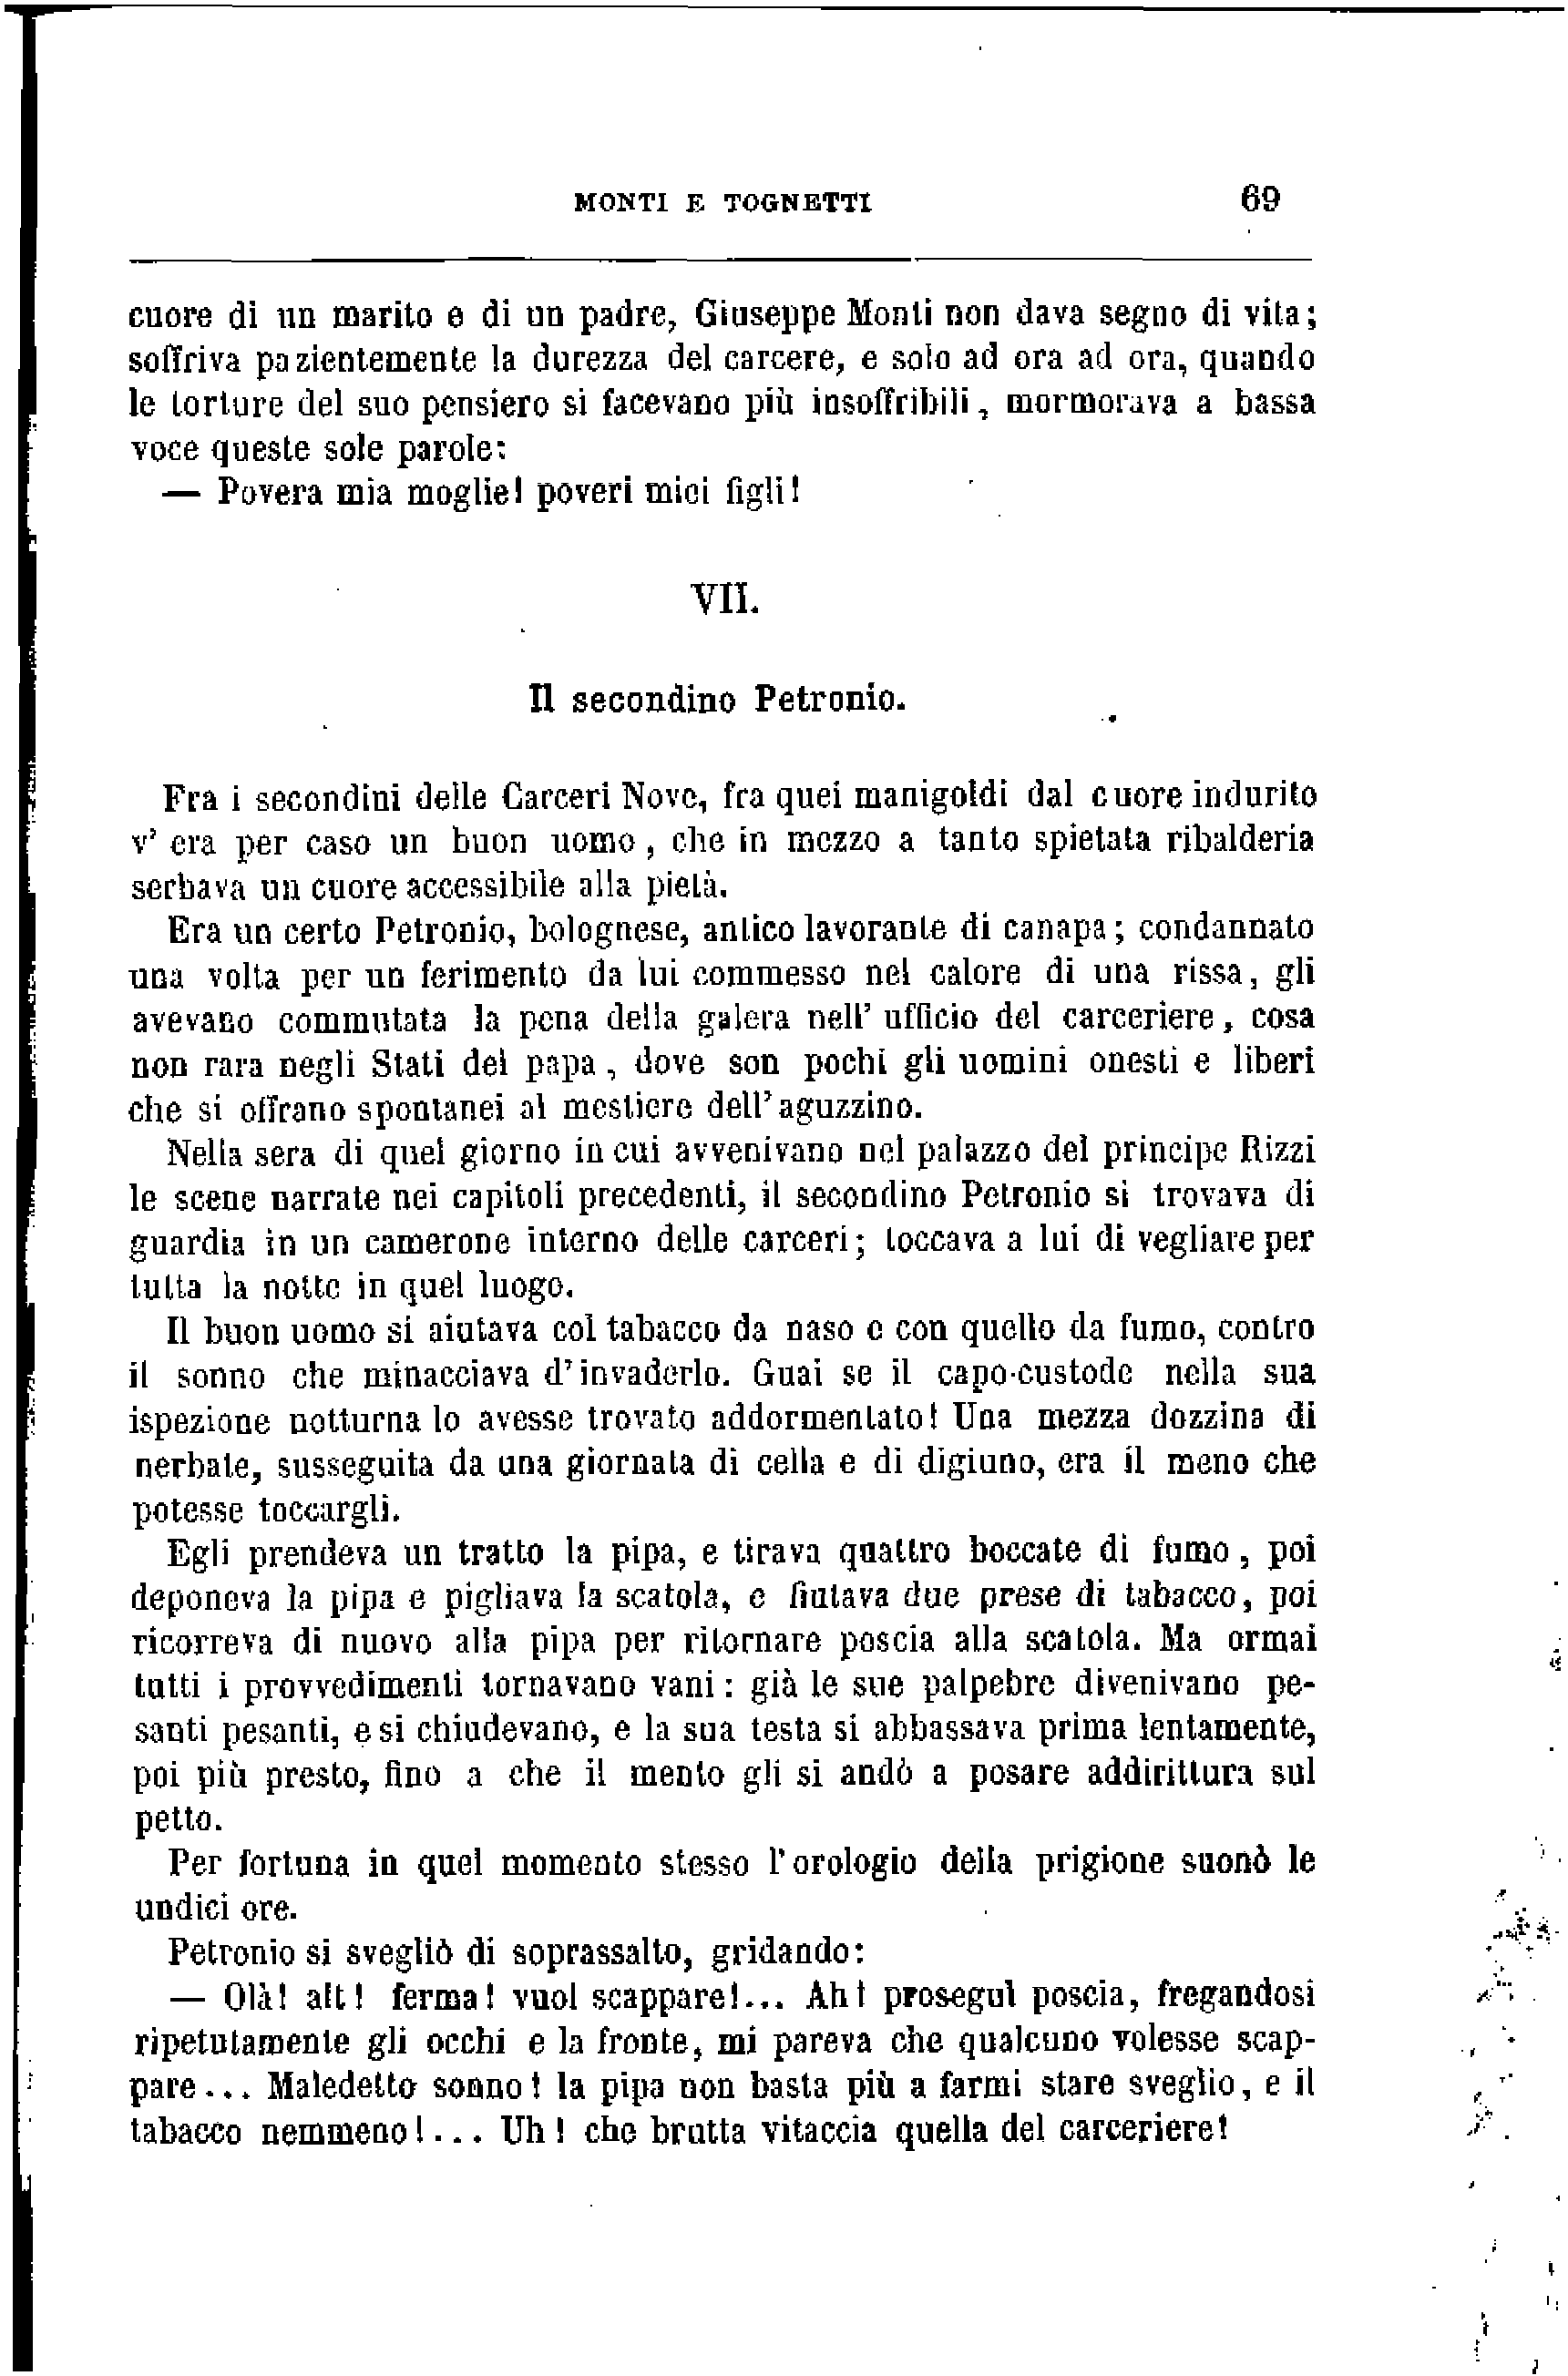 MONTI E TOGNETTI 69
cuore di un marito e di un padre, Giuseppe Monti non dava segno di vita;
soffriva pazientemente la durezza del carcere, e solo ad ora ad ora, quando
le torture del suo pensiero si facevano più insoffribili, mormorava a bassa
voce queste sole parole:
— Povera mia moglie! poveri miei figli!
VII.
Il secondino Petronio.
Fra i secondini delle Carceri Nove, fra quei manigoldi dal cuore indurito
v' era per caso un buon uomo, che in mezzo a tanto spietata ribalderia
serbava un cuore accessibile alla pietà.
Era un certo Petronio, bolognese, antico lavorante di canapa; condannato
una volta per un ferimento da lui commesso nel calore di una rissa, gli
avevano commutata la pena della galera nell' ufficio del carceriere, cosa
non rara negli Stati del papa, dove son pochi gli uomini onesti e liberi
che si offrano spontanei al mestiere dell' aguzzino.
Nella sera di quel giorno in cui avvenivano nel palazzo del principe Rizzi
le scene narrate nei capitoli precedenti, il secondino Petronio si trovava di
guardia in un camerone interno delle carceri; toccava a lui di vegliare per
tutta la notte in quel luogo.
Il buon uomo si aiutava col tabacco da naso e con quello da fumo, contro
il sonno che minacciava d' invaderlo. Guai se il capo-custode nella sua
ispezione notturna lo avesse trovato addormentato! Una mezza dozzina di
nerbate, susseguita da una giornata di cella e di digiuno, era il meno che
potesse toccargli.
Egli prendeva un tratto la pipa, e tirava quattro boccate di fumo, poi
deponeva la pipa e pigliava la scatola, e fiutava due prese di tabacco, poi
ricorreva di nuovo alla pipa per ritornare poscia alla scatola. Ma ormai
tutti i provvedimenti tornavano vani: già le sue palpebre divenivano pe-
santi pesanti, e si chiudevano, e la sua testa si abbassava prima lentamente,
poi più presto, fino a che il mento gli si andò a posare addirittura sul
petto.
Per fortuna in quel momento stesso l' orologio della prigione suonò le
undici ore.
Petronio si svegliò di soprassalto, gridando:
— Olà! alt! ferma! vuol scappare!... Ah! proseguì poscia, fregandosi
ripetutamente gli occhi e la fronte, mi pareva che qualcuno volesse scap-
pare... Maledetto sonno! la pipa non basta più a farmi stare sveglio, e il
tabacco nemmeno!... Uh! che brutta vitaccia quella del carceriere!